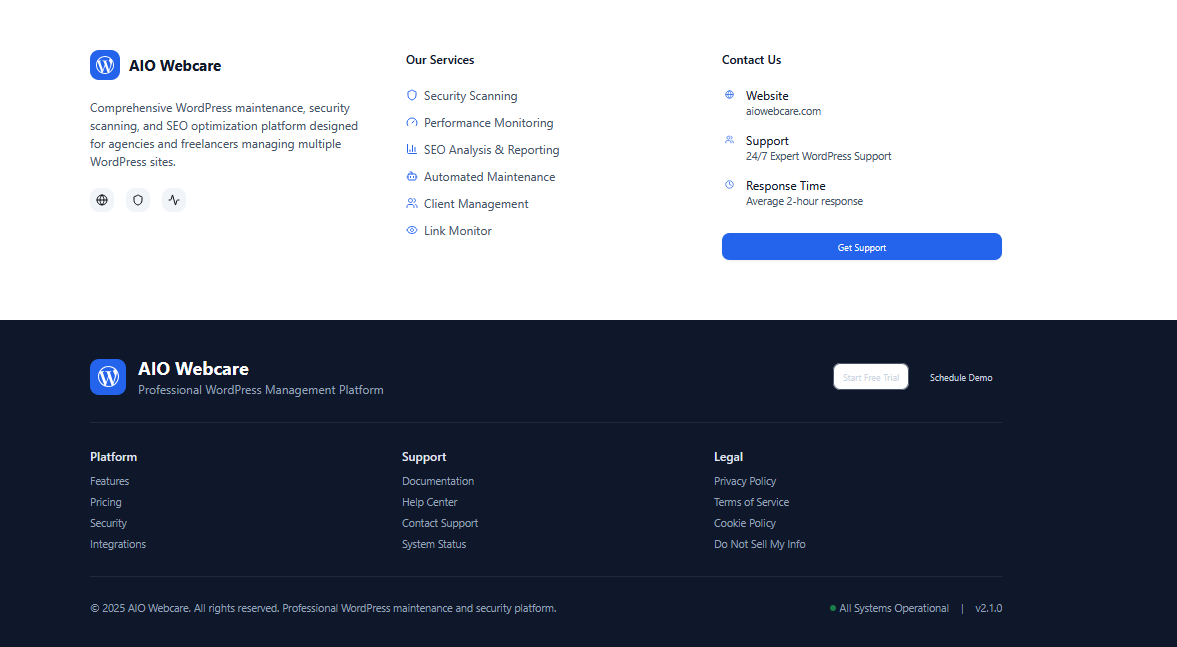 AIO Webcare
Comprehensive WordPress maintenance, security
scanning, and SEO optimization platform designed
for agencies and freelancers managing multiple
WordPress sites.
Our Services
Security Scanning
Performance Monitoring
SEO Analysis & Reporting
Automated Maintenance
Client Management
Link Monitor
Contact Us
Website
aiowebcare.com
Support
24/7 Expert WordPress Support
Response Time
Average 2-hour response
Get Support
AIO Webcare
Professional WordPress Management Platform
Start Free Trial
Schedule Demo
Platform
Features
Pricing
Security
Integrations
Support
Documentation
Help Center
Contact Support
System Status
Legal
Privacy Policy
Terms of Service
Cookie Policy
Do Not Sell My Info
© 2025 AIO Webcare. All rights reserved. Professional WordPress maintenance and security platform.
All Systems Operational | v2.1.0